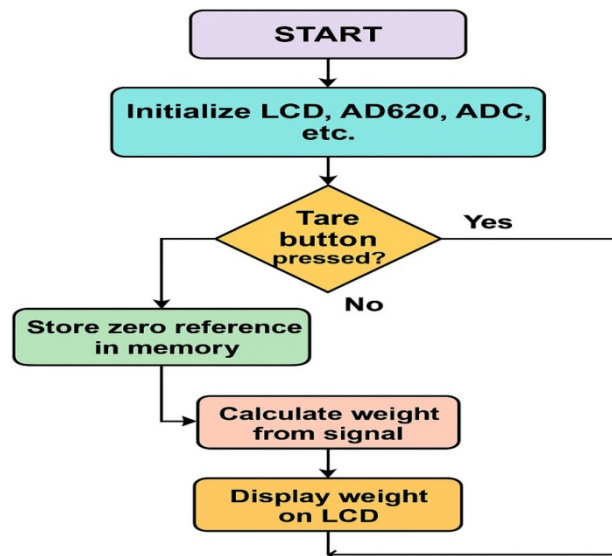 START
Initialize LCD, AD620, ADC,
etc.
Tare
button
pressed?
Yes
No
Store zero reference
in memory
Calculate weight
from signal
Display weight
on LCD